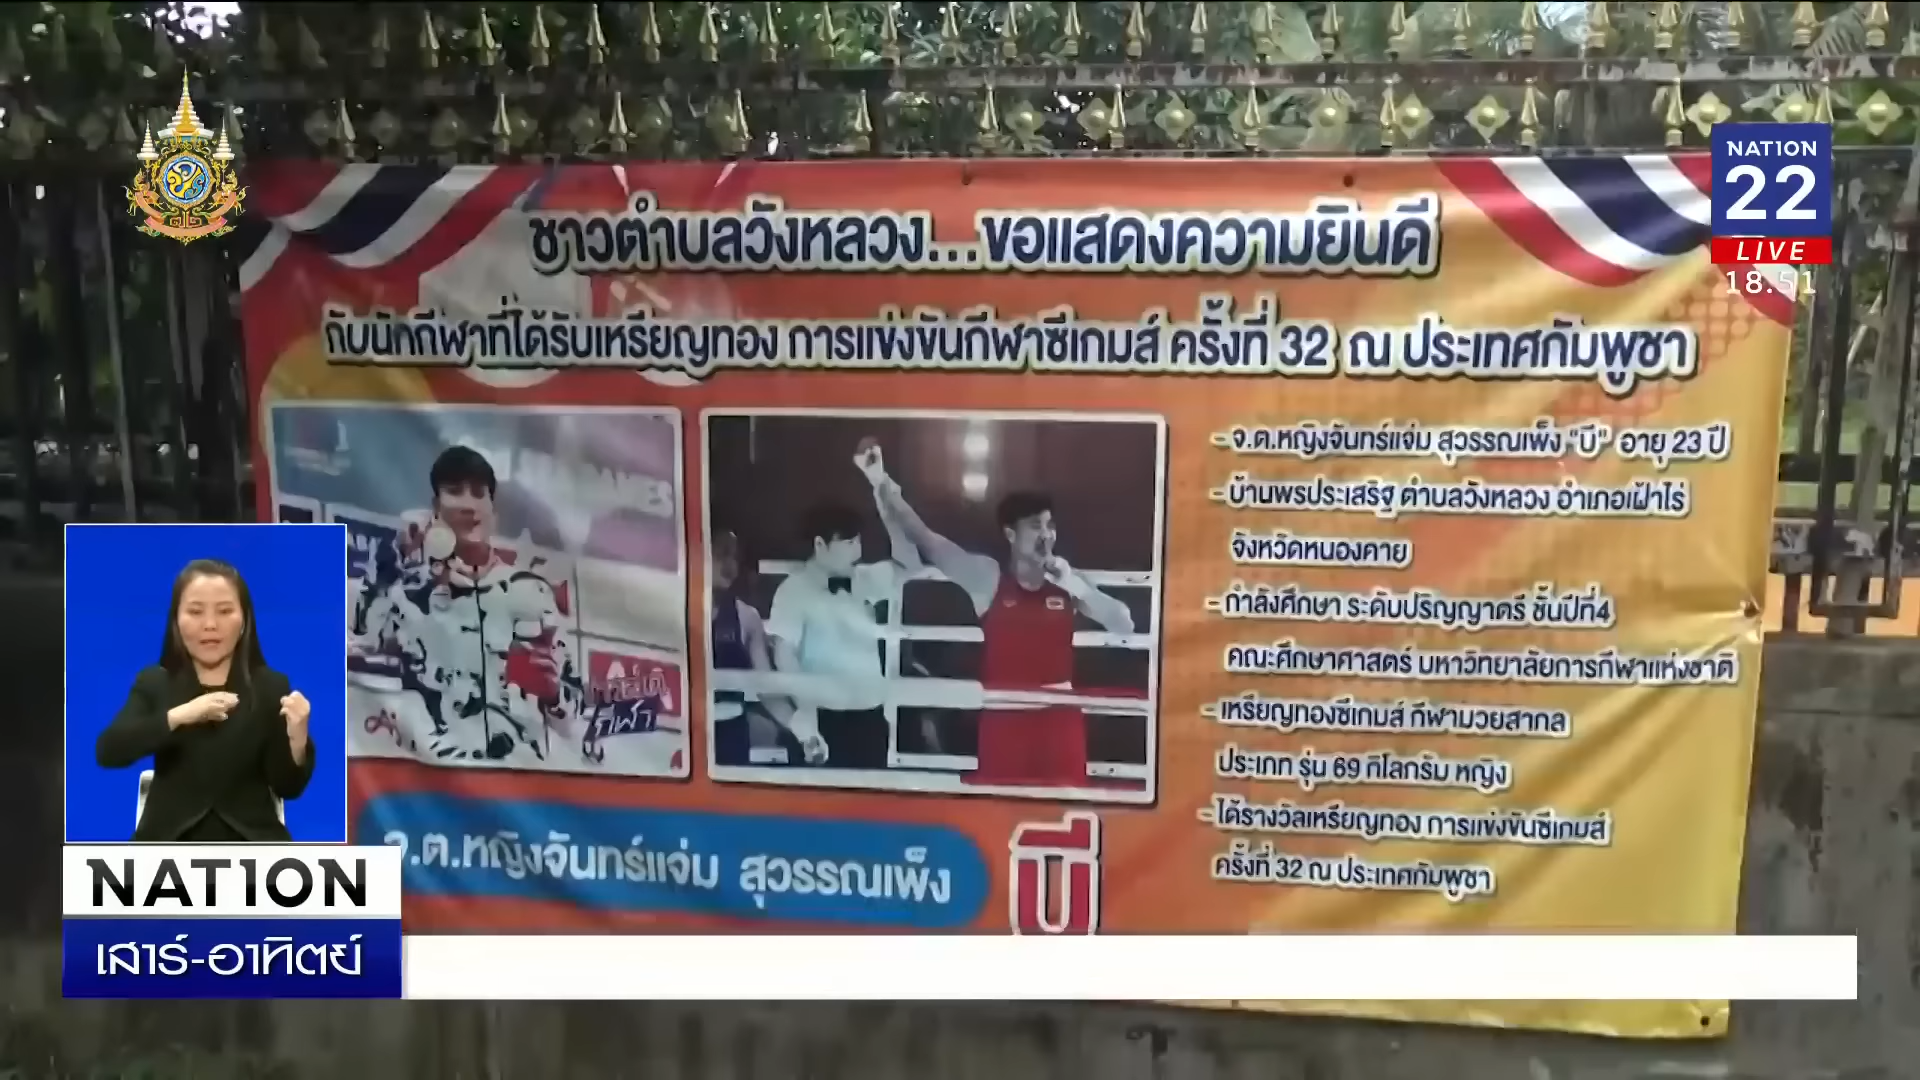 NATION
22
LIVE
18.51
ชาวตำบลวังหลวง...ขอแสดงความยินดี
กับนักกีฬาที่ได้รับเหรียญทอง การแข่งขันกีฬาซีเกมส์ ครั้งที่ 32 ณ ประเทศกัมพูชา
- จ.ต.หญิงจันทร์แจ่ม สุวรรณเพ็ง "บี" อายุ 23 ปี
- บ้านพรประเสริฐ ตำบลวังหลวง อำเภอเฝ้าไร่
จังหวัดหนองคาย
- กำลังศึกษา ระดับปริญญาตรี ชั้นปีที่4
คณะศึกษาศาสตร์ มหาวิทยาลัยการกีฬาแห่งชาติ
- เหรียญทองซีเกมส์ กีฬามวยสากล
ประเภท รุ่น 69 กิโลกรัม หญิง
- ได้รางวัลเหรียญทอง การแข่งขันซีเกมส์
ครั้งที่ 32 ณ ประเทศกัมพูชา
จ.ต.หญิงจันทร์แจ่ม สุวรรณเพ็ง
บี
NATION
เสาร์-อาทิตย์